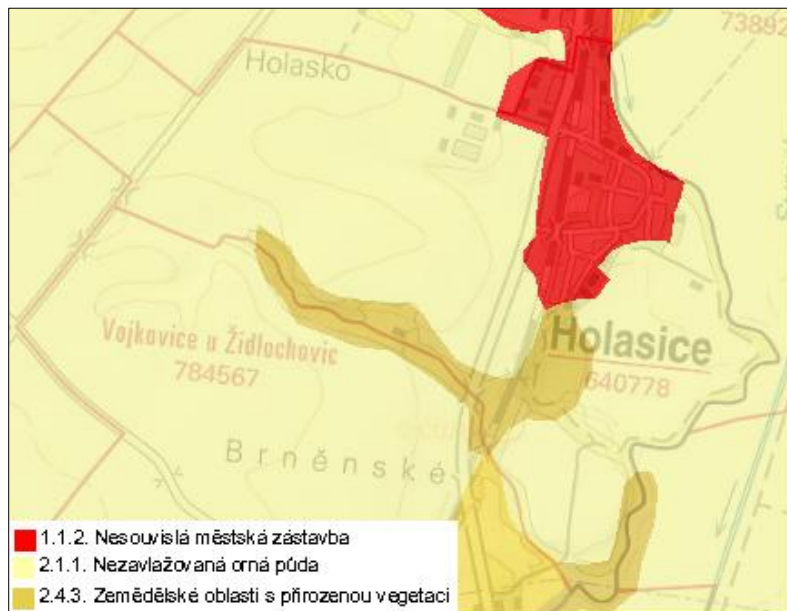 73892
Holasko
Vojkovice u Židlochovic
784567
Holasice
640778
Brněnské
1.1.2. Nesouvislá městská zástavba
2.1.1. Nezavlažovaná orná půda
2.4.3. Zemědělské oblasti s přirozenou vegetací